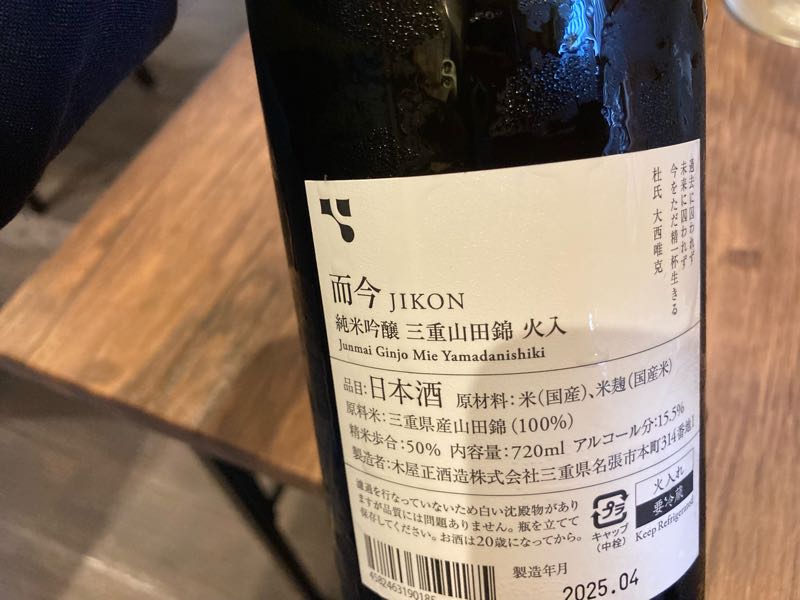 過去に囚われず
未来に囚われず
今をただ精一杯生きる
杜氏 大西唯克
而今 JIKON
純米吟醸 三重山田錦 火入
Junmai Ginjo Mie Yamadanishiki
品目:日本酒 原材料:米(国産)、米麹(国産米)
原料米:三重県産山田錦(100%)
精米歩合:50% 内容量:720ml アルコール分:15.5%
製造者:木屋正酒造株式会社三重県名張市本町314番地1
濾過を行なっていないため白い沈殿物があり
ますが品質には問題ありません。瓶を立てて
保存してください。お酒は20歳になってから。
プラ
キャップ
(中栓)
火入れ
要冷蔵
Keep Refrigerated
製造年月
2025.04